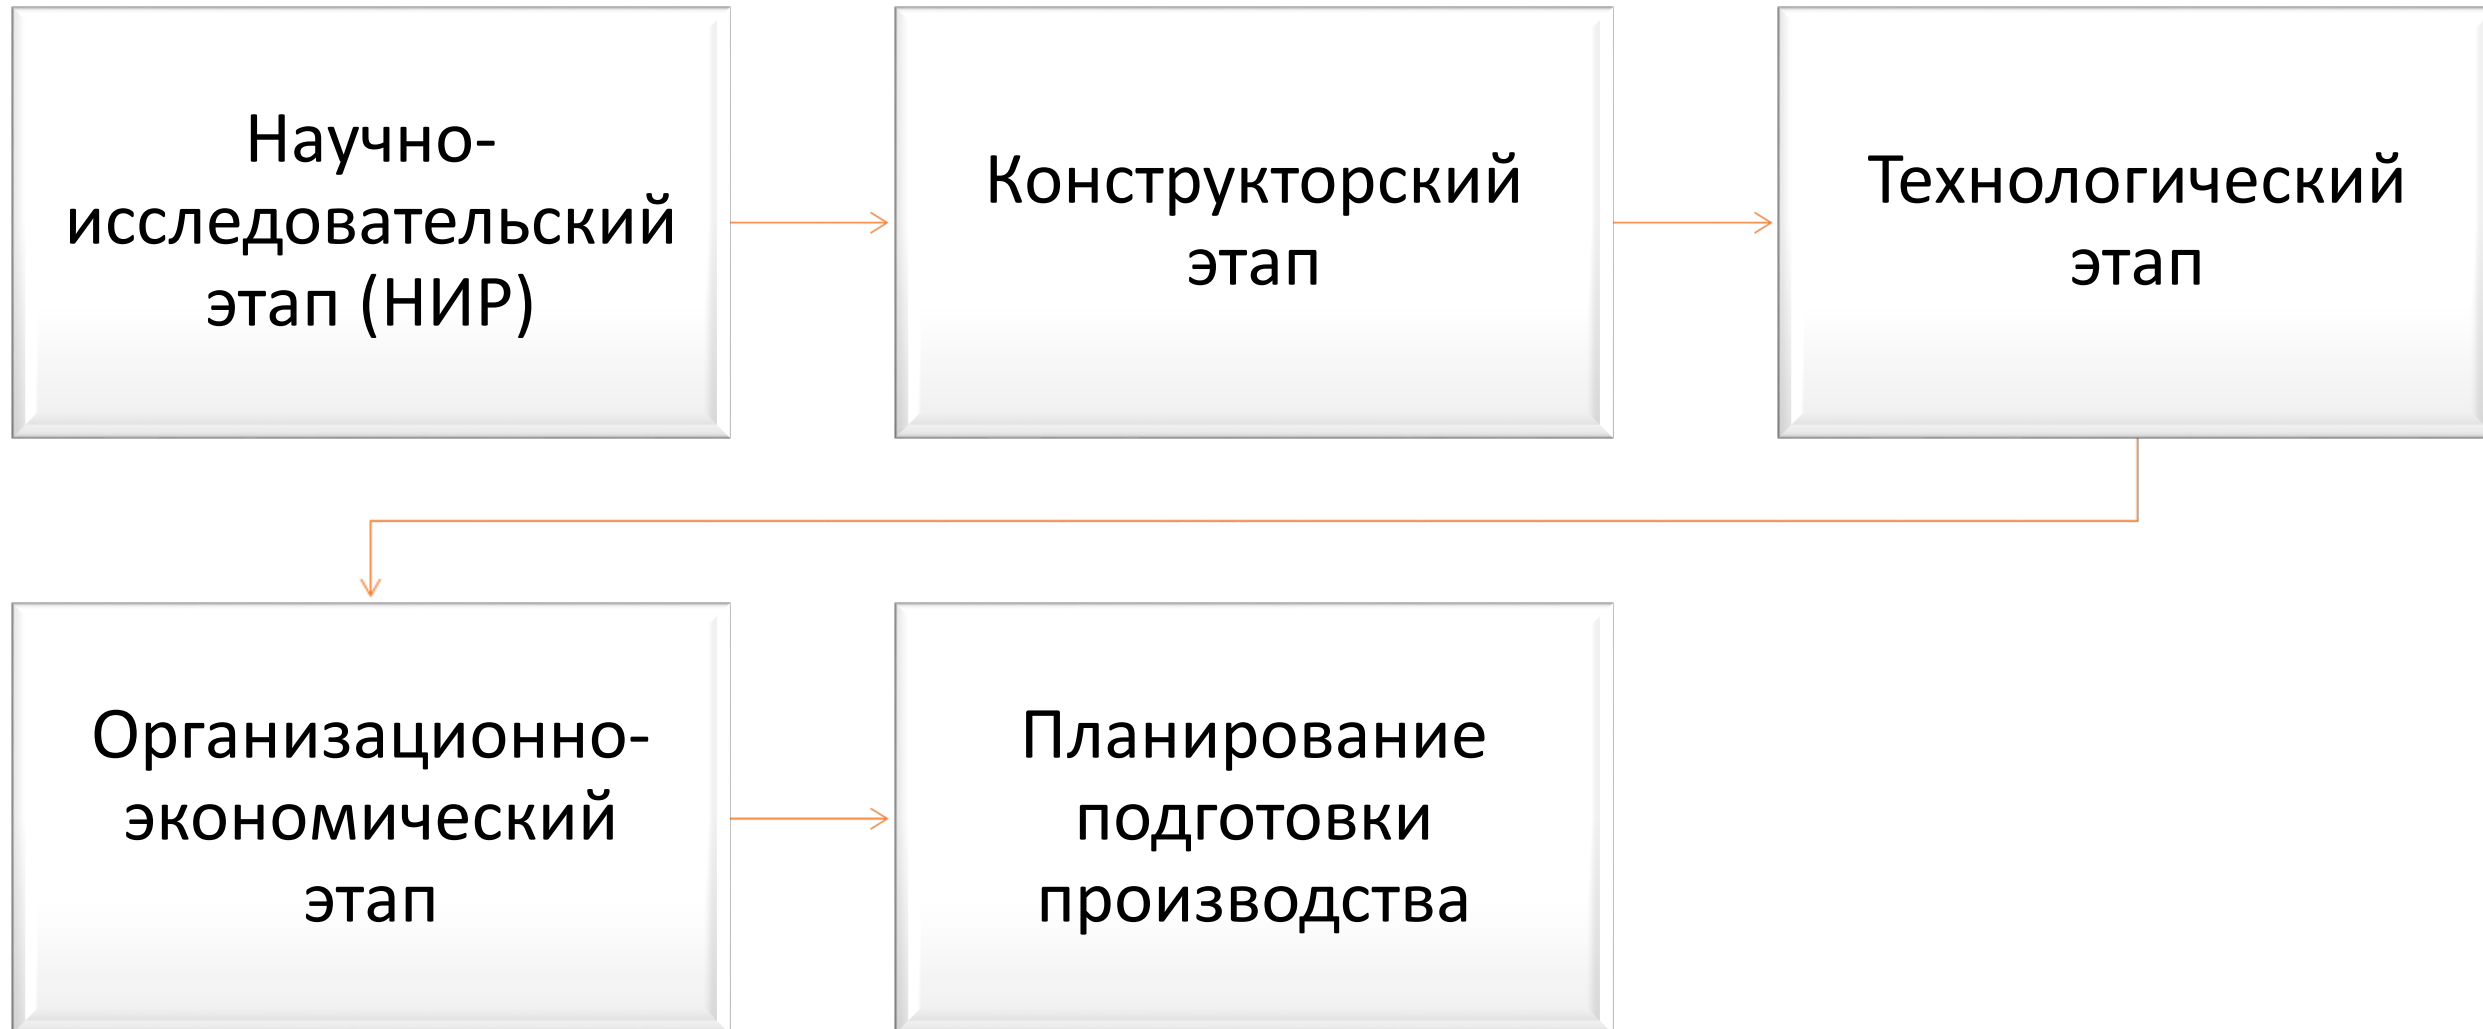 Научно-
исследовательский
этап (НИР)
Конструкторский
этап
Технологический
этап
Организационно-
экономический
этап
Планирование
подготовки
производства